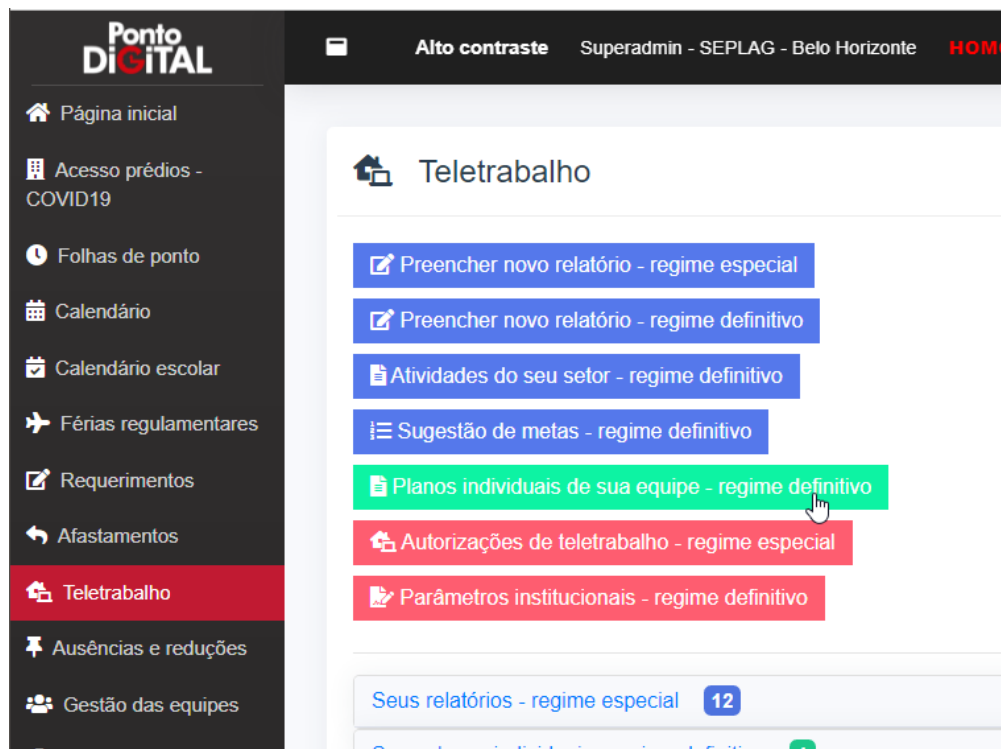 Ponto
DiGiTAL
Alto contraste
Superadmin - SEPLAG - Belo Horizonte
HOM
Página inicial
Acesso prédios -
COVID19
Folhas de ponto
Calendário
Calendário escolar
Férias regulamentares
Requerimentos
Afastamentos
Teletrabalho
Ausências e reduções
Gestão das equipes
Teletrabalho
Preencher novo relatório - regime especial
Preencher novo relatório - regime definitivo
Atividades do seu setor - regime definitivo
Sugestão de metas - regime definitivo
Planos individuais de sua equipe - regime definitivo
Autorizações de teletrabalho - regime especial
Parâmetros institucionais - regime definitivo
Seus relatórios - regime especial 12